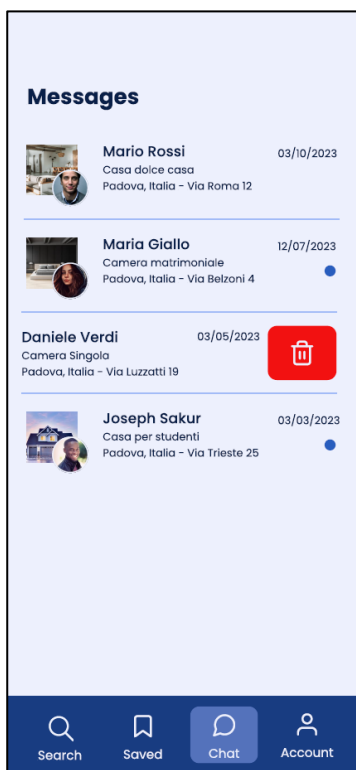 Messages
Mario Rossi 03/10/2023
Casa dolce casa
Padova, Italia - Via Roma 12
Maria Giallo 12/07/2023
Camera matrimoniale
Padova, Italia - Via Belzoni 4
Daniele Verdi 03/05/2023
Camera Singola
Padova, Italia - Via Luzzatti 19
Joseph Sakur 03/03/2023
Casa per studenti
Padova, Italia - Via Trieste 25
Search Saved Chat Account